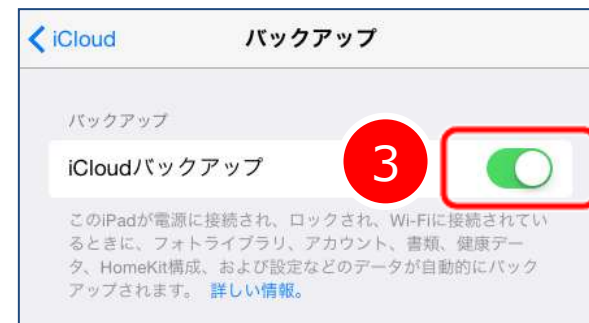 iCloud バックアップ
バックアップ
iCloudバックアップ 3
このiPadが電源に接続され、ロックされ、Wi-Fiに接続されてい
るときに、フォトライブラリ、アカウント、書類、健康デー
タ、HomeKit構成、および設定などのデータが自動的にバック
アップされます。 詳しい情報。